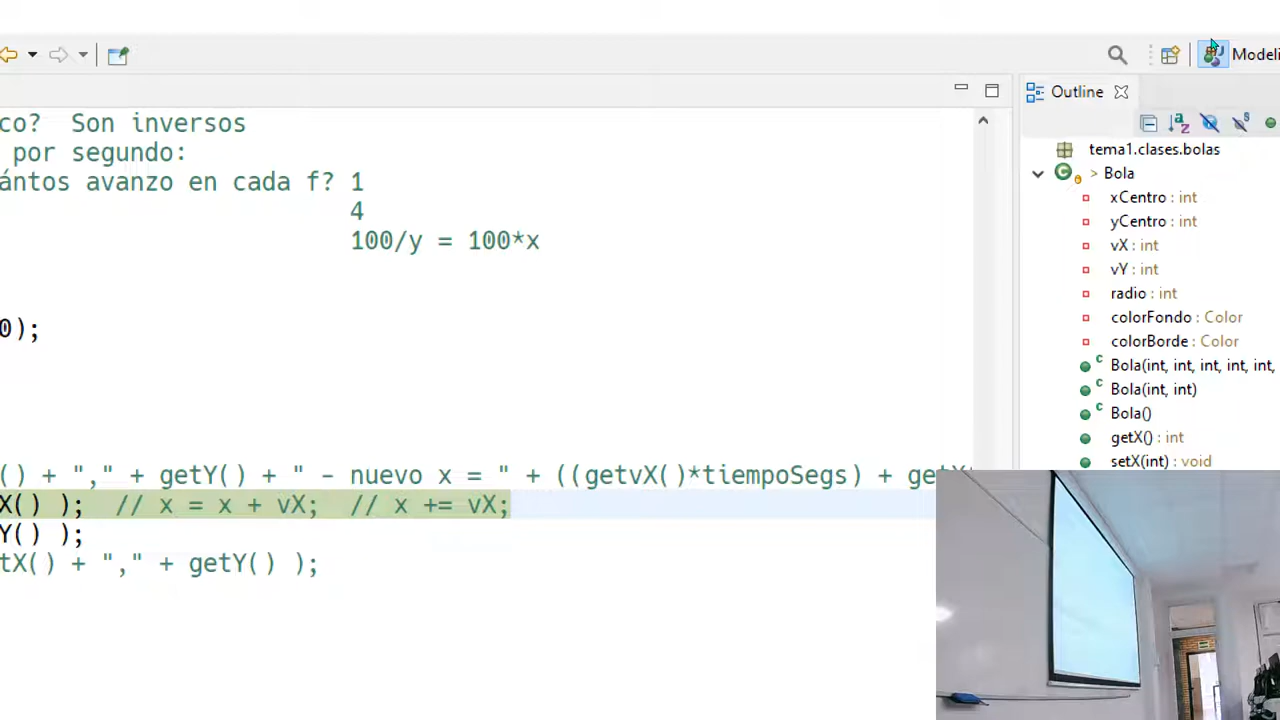 Modeli
co?  Son inversos
por segundo:
ántos avanzo en cada f? 1
4
100/y = 100*x
0);
() + "," + getY() + " - nuevo x = " + ((getvX()*tiempoSegs) + getX
X() );  // x = x + vX;  // x += vX;
Y() );
tX() + "," + getY() );
Outline
tema1.clases.bolas
> Bola
xCentro : int
yCentro : int
vX : int
vY : int
radio : int
colorFondo : Color
colorBorde : Color
Bola(int, int, int, int, int,
Bola(int, int)
Bola()
getX() : int
setX(int) : void